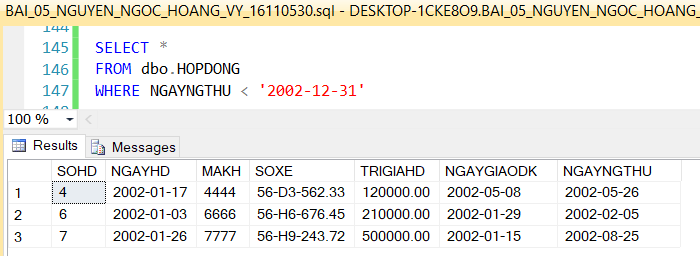 BAI_05_NGUYEN_NGOC_HOANG_VY_16110530.sql - DESKTOP-1CKE8O9.BAI_05_NGUYEN_NGOC_HOANG_
144
145 SELECT *
146 FROM dbo.HOPDONG
147 WHERE NGAYNGTHU < '2002-12-31'
148
100 %
Results Messages
SOHD NGAYHD MAKH SOXE TRIGIAHD NGAYGIAODK NGAYNGTHU
1 4 2002-01-17 4444 56-D3-562.33 120000.00 2002-05-08 2002-05-26
2 6 2002-01-03 6666 56-H6-676.45 210000.00 2002-01-29 2002-02-05
3 7 2002-01-26 7777 56-H9-243.72 500000.00 2002-01-15 2002-08-25